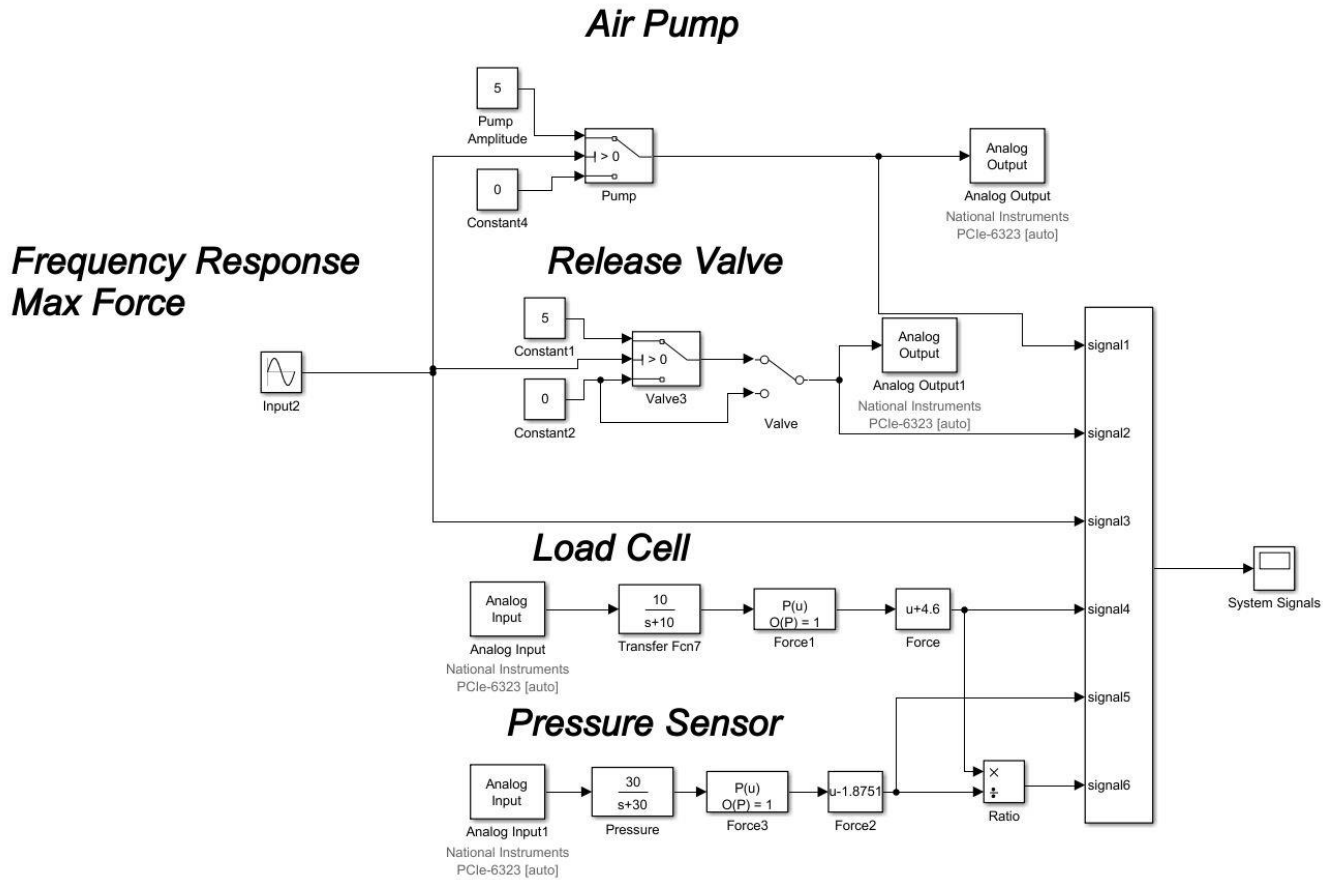 Air Pump
5
Pump
Amplitude
> 0
Pump
0
Constant4
Analog
Output
Analog Output
National Instruments
PCIe-6323 [auto]
Frequency Response
Max Force
Input2
Release Valve
5
Constant1
> 0
Valve3
0
Constant2
Valve
Analog
Output
Analog Output1
National Instruments
PCIe-6323 [auto]
signal1
signal2
signal3
signal4
signal5
signal6
System Signals
Load Cell
Analog
Input
Analog Input
National Instruments
PCIe-6323 [auto]
10
s+10
Transfer Fcn7
P(u)
O(P) = 1
Force1
u+4.6
Force
Pressure Sensor
Analog
Input
Analog Input1
National Instruments
PCIe-6323 [auto]
30
s+30
Pressure
P(u)
O(P) = 1
Force3
u-1.8751
Force2
×
÷
Ratio